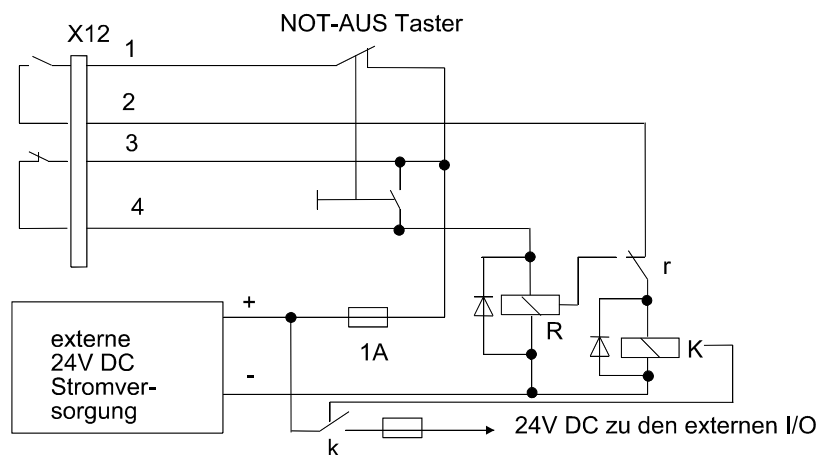 NOT-AUS Taster
X12
1
2
3
4
r
+
1A
R
K
externe
24V DC
Stromver-
sorgung
-
k
24V DC zu den externen I/O